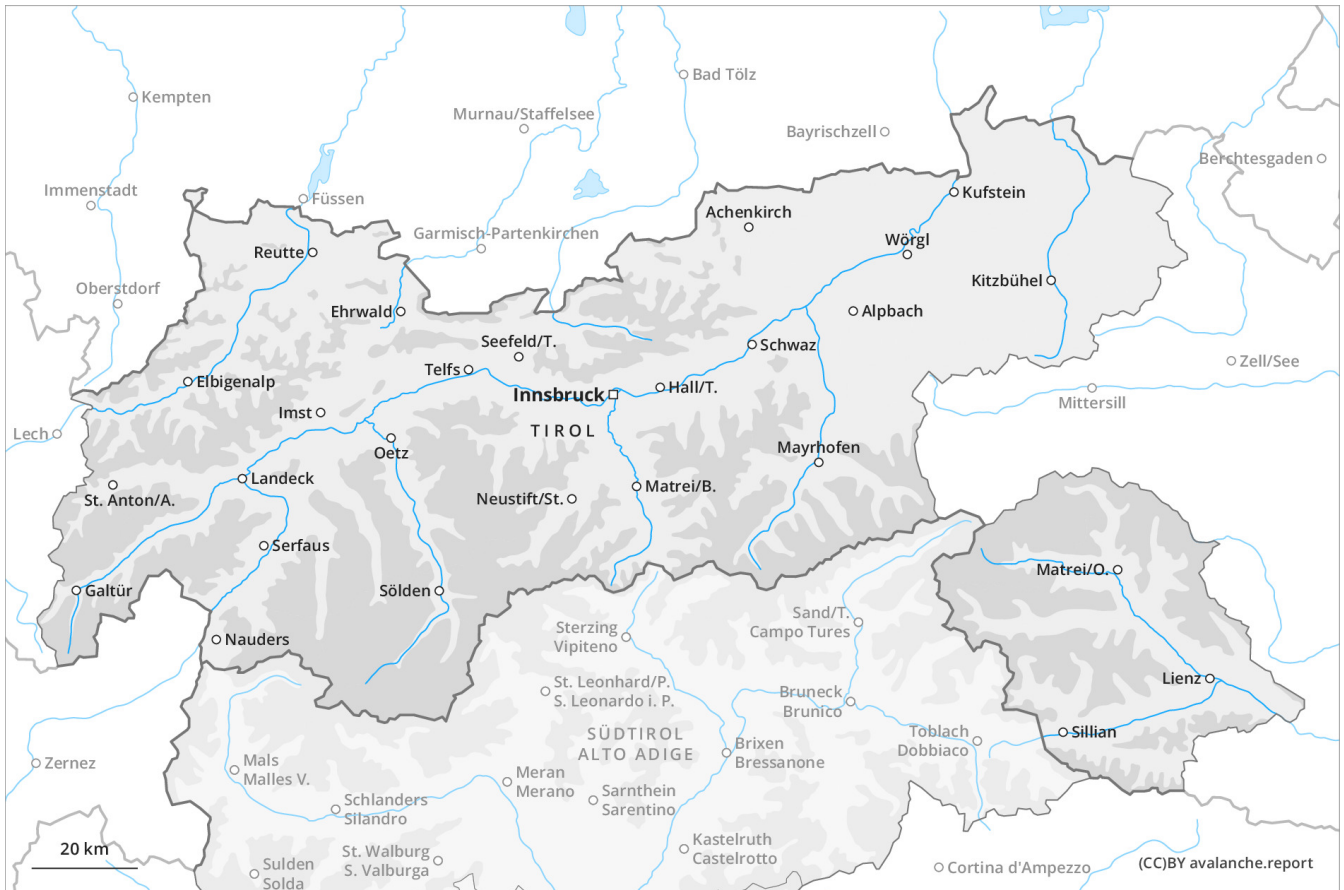 Kempten
Bad Tölz
Murnau/Staffelsee
Bayrischzell
Berchtesgaden
Immenstadt
Füssen
Kufstein
Achenkirch
Garmisch-Partenkirchen
Wörgl
Reutte
Kitzbühel
Oberstdorf
Ehrwald
Alpbach
Seefeld/T.
Schwaz
Zell/See
Telfs
Elbigenalp
Innsbruck
Hall/T.
Mittersill
Imst
TIROL
Lech
Oetz
Mayrhofen
Landeck
Matrei/B.
St. Anton/A.
Neustift/St.
Serfaus
Matrei/O.
Galtür
Sölden
Sand/T.
Campo Tures
Sterzing
Vipiteno
Nauders
Lienz
St. Leonhard/P.
S. Leonardo i. P.
Bruneck
Brunico
SÜDTIROL
ALTO ADIGE
Toblach
Dobbiaco
Sillian
Brixen
Bressanone
Zernez
Mals
Malles V.
Meran
Merano
Sarnthein
Sarentino
Schlanders
Silandro
20 km
St. Walburg
S. Valburga
Kastelruth
Castelrotto
Sulden
Solda
Cortina d'Ampezzo
(CC)BY avalanche.report